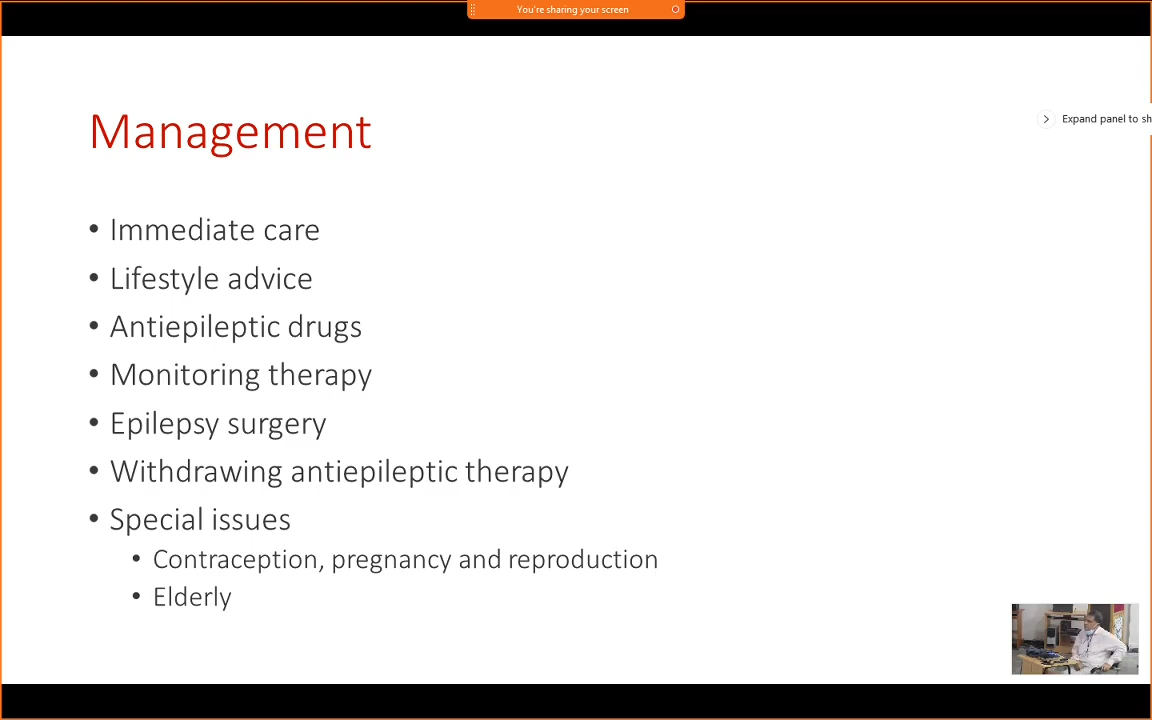 You're sharing your screen
Management
Expand panel to sh
• Immediate care
• Lifestyle advice
• Antiepileptic drugs
• Monitoring therapy
• Epilepsy surgery
• Withdrawing antiepileptic therapy
• Special issues
• Contraception, pregnancy and reproduction
• Elderly